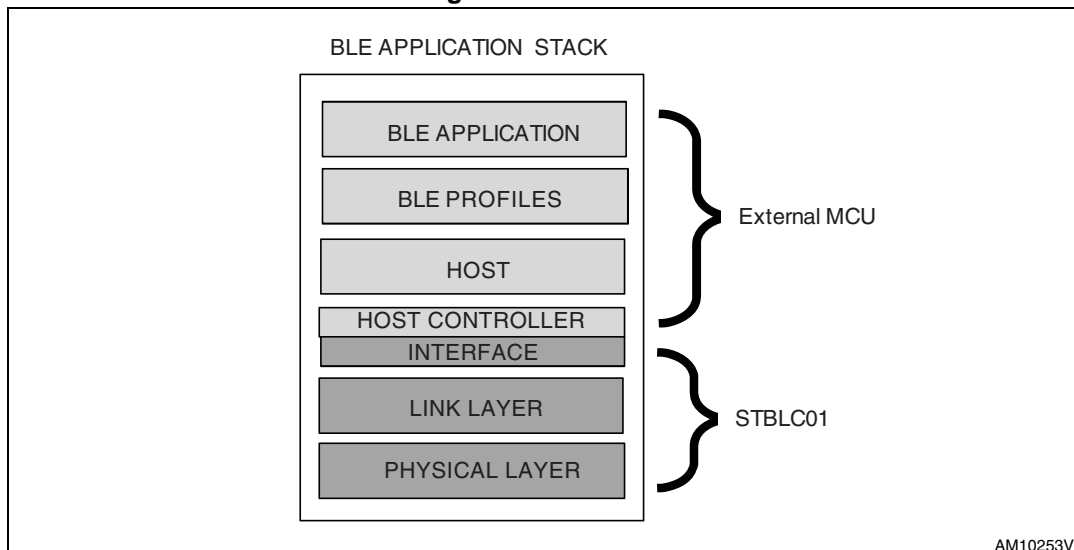 BLE APPLICATION STACK
BLE APPLICATION
BLE PROFILES
HOST
HOST CONTROLLER
INTERFACE
LINK LAYER
PHYSICAL LAYER
External MCU
STBLC01
AM10253V